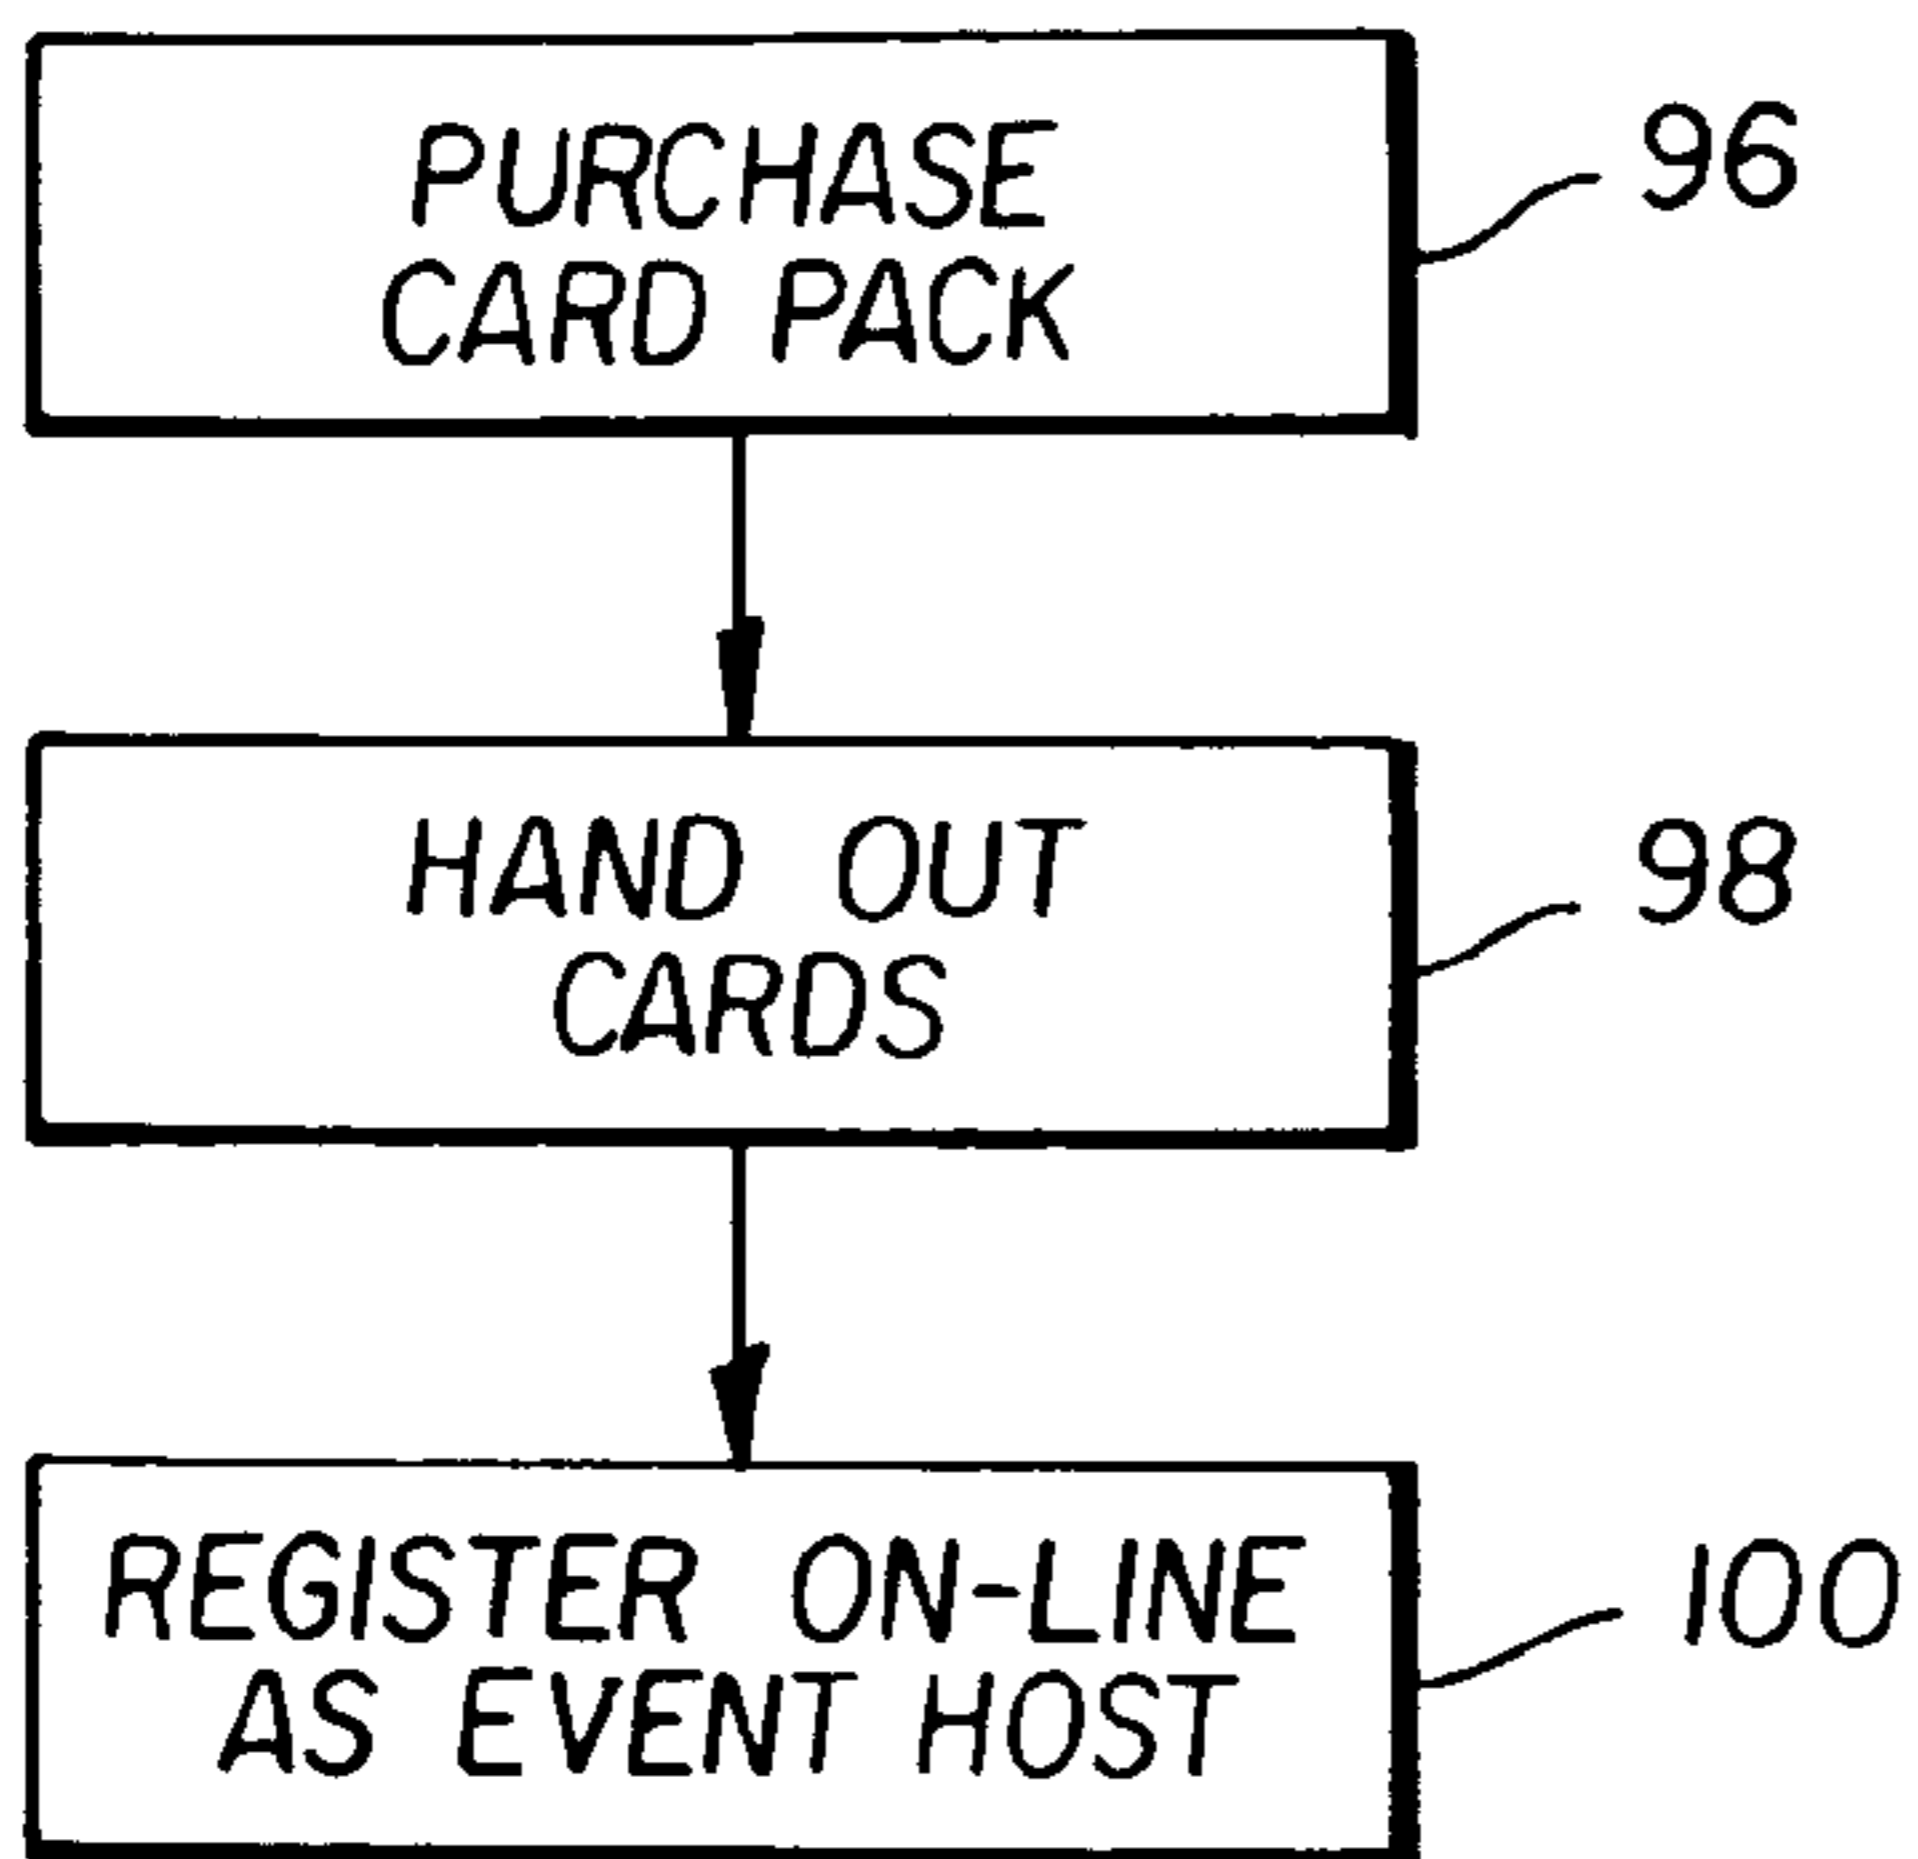 PURCHASE
CARD PACK
96
HAND OUT
CARDS
98
REGISTER ON-LINE
AS EVENT HOST
100